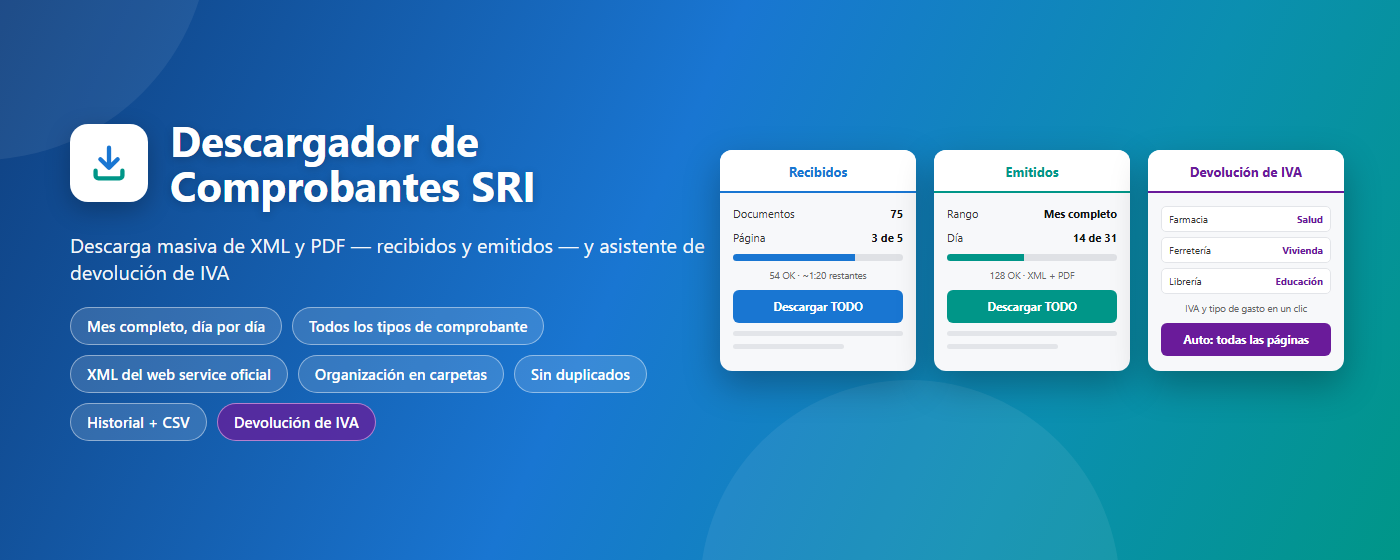 Descargador de
Comprobantes SRI
Descarga masiva de XML y PDF — recibidos y emitidos — y asistente de
devolución de IVA
Mes completo, día por día
Todos los tipos de comprobante
XML del web service oficial
Organización en carpetas
Sin duplicados
Historial + CSV
Devolución de IVA
Recibidos
Documentos 75
Página 3 de 5
54 OK · ~1:20 restantes
Descargar TODO
Emitidos
Rango Mes completo
Día 14 de 31
128 OK · XML + PDF
Descargar TODO
Devolución de IVA
Farmacia Salud
Ferretería Vivienda
Librería Educación
IVA y tipo de gasto en un clic
Auto: todas las páginas